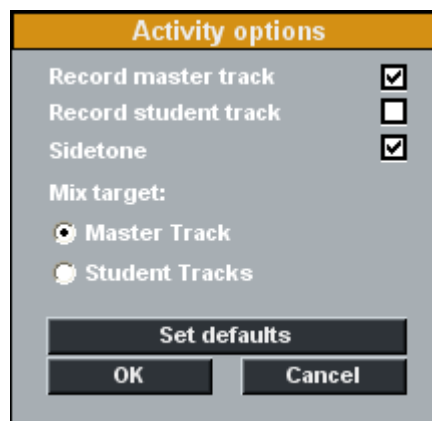 Activity options
Record master track
Record student track
Sidetone
Mix target:
Master Track
Student Tracks
Set defaults
OK Cancel